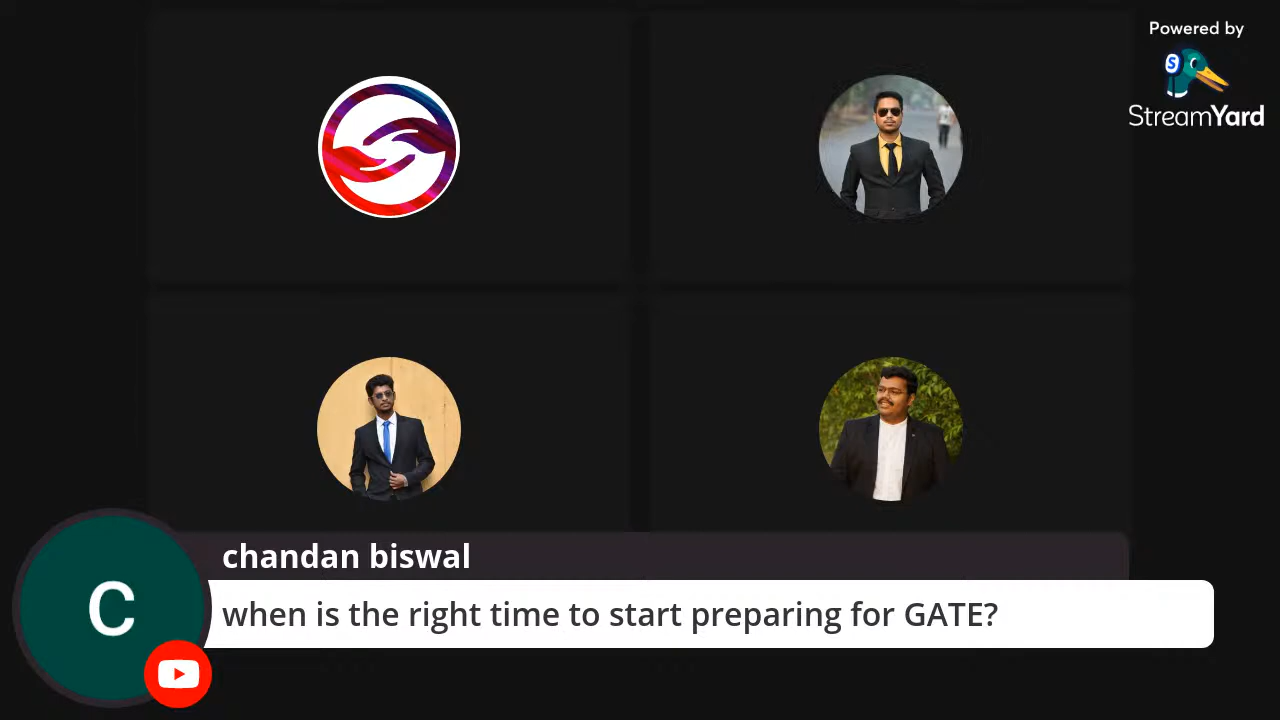 Powered by
S
StreamYard
chandan biswal
C
when is the right time to start preparing for GATE?